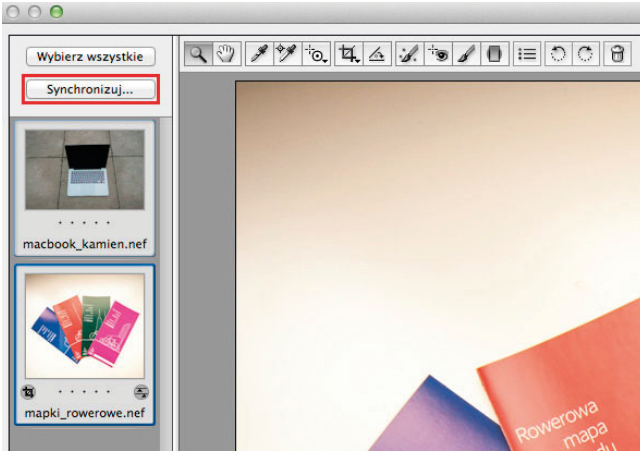 Wybierz wszystkie
Synchronizuj...
macbook_kamien.nef
mapki_rowerowe.nef
Rowerowa
mapa